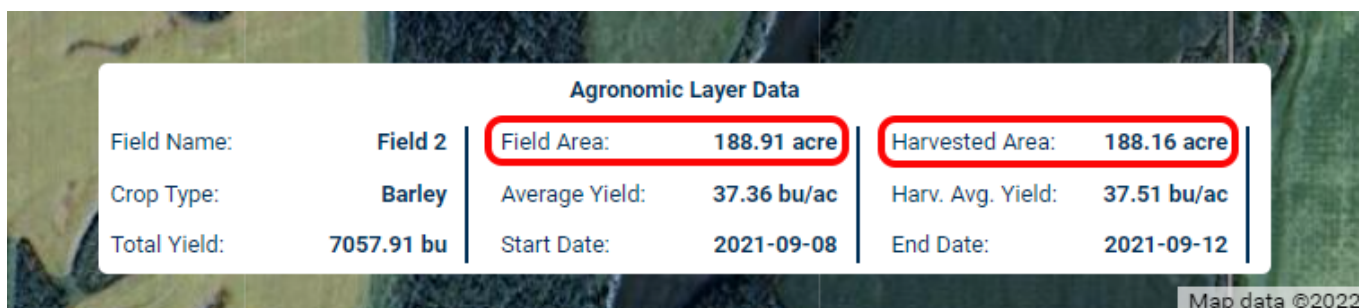 Agronomic Layer Data
Field Name: Field 2 Field Area: 188.91 acre Harvested Area: 188.16 acre
Crop Type: Barley Average Yield: 37.36 bu/ac Harv. Avg. Yield: 37.51 bu/ac
Total Yield: 7057.91 bu Start Date: 2021-09-08 End Date: 2021-09-12
Map data ©2022